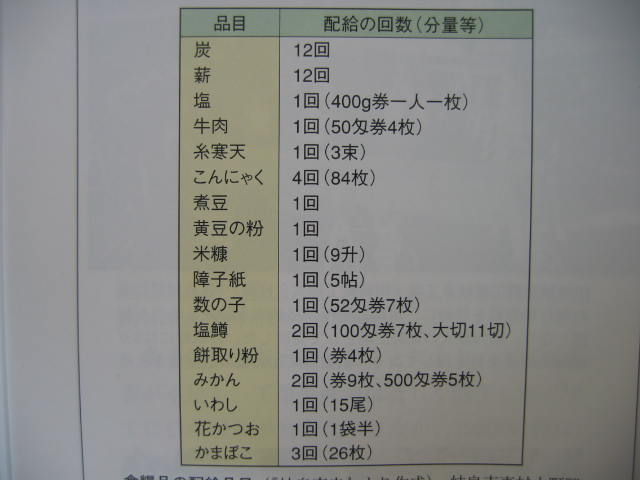 品目 配給の回数（分量等）
炭 12回
薪 12回
塩 1回（400g券一人一枚）
牛肉 1回（50匁券4枚）
糸寒天 1回（3束）
こんにゃく 4回（84枚）
煮豆 1回
黄豆の粉 1回
米糠 1回（9升）
障子紙 1回（5帖）
数の子 1回（52匁券7枚）
塩鱒 2回（100匁券7枚、大切11切）
餅取り粉 1回（券4枚）
みかん 2回（券9枚、500匁券5枚）
いわし 1回（15尾）
花かつお 1回（1袋半）
かまぼこ 3回（26枚）